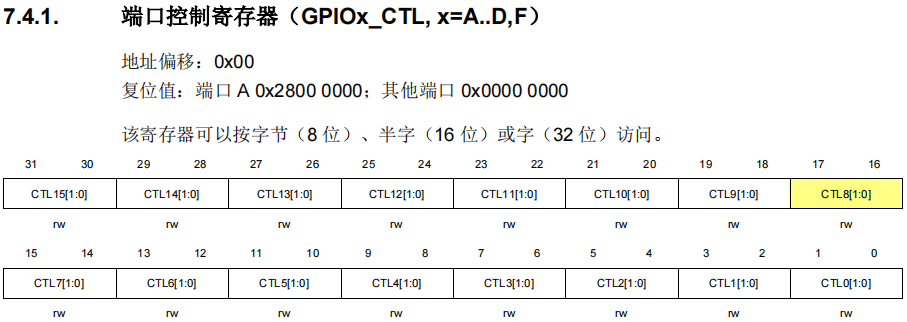 7.4.1. 端口控制寄存器（GPIOx_CTL, x=A..D,F）
地址偏移：0x00
复位值：端口 A 0x2800 0000；其他端口 0x0000 0000
该寄存器可以按字节（8 位）、半字（16 位）或字（32 位）访问。
31 30 29 28 27 26 25 24 23 22 21 20 19 18 17 16
CTL15[1:0] CTL14[1:0] CTL13[1:0] CTL12[1:0] CTL11[1:0] CTL10[1:0] CTL9[1:0] CTL8[1:0]
rw rw rw rw rw rw rw rw
15 14 13 12 11 10 9 8 7 6 5 4 3 2 1 0
CTL7[1:0] CTL6[1:0] CTL5[1:0] CTL4[1:0] CTL3[1:0] CTL2[1:0] CTL1[1:0] CTL0[1:0]
rw rw rw rw rw rw rw rw